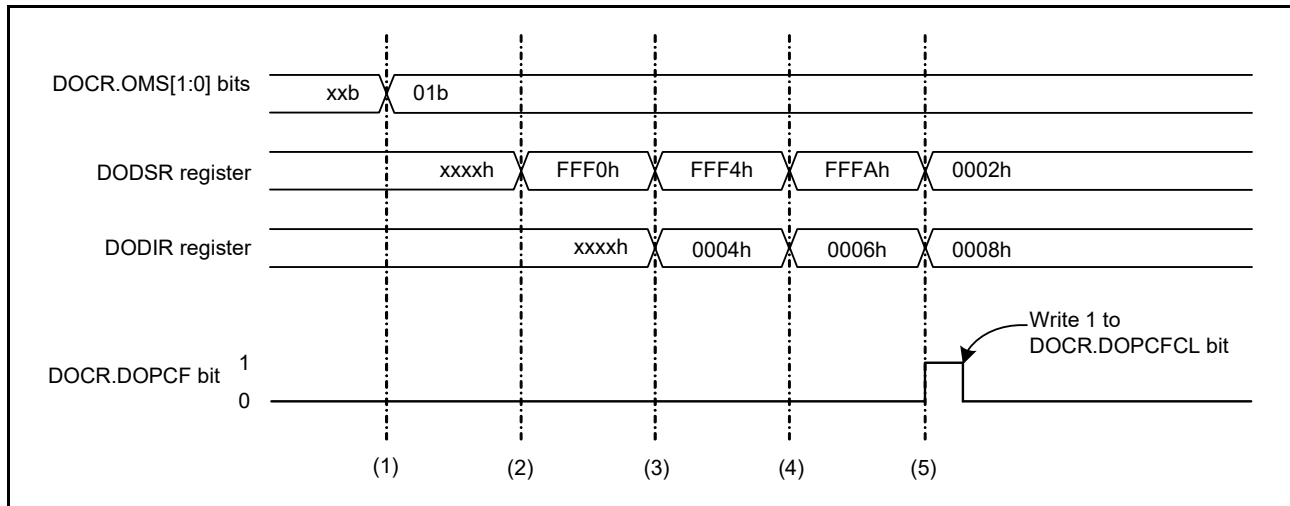 DOCR.OMS[1:0] bits
xxb
01b
DODSR register
xxxxh
FFF0h
FFF4h
FFFAh
0002h
DODIR register
xxxxh
0004h
0006h
0008h
Write 1 to
DOCR.DOPCFCL bit
DOCR.DOPCF bit
1
0
(1)
(2)
(3)
(4)
(5)